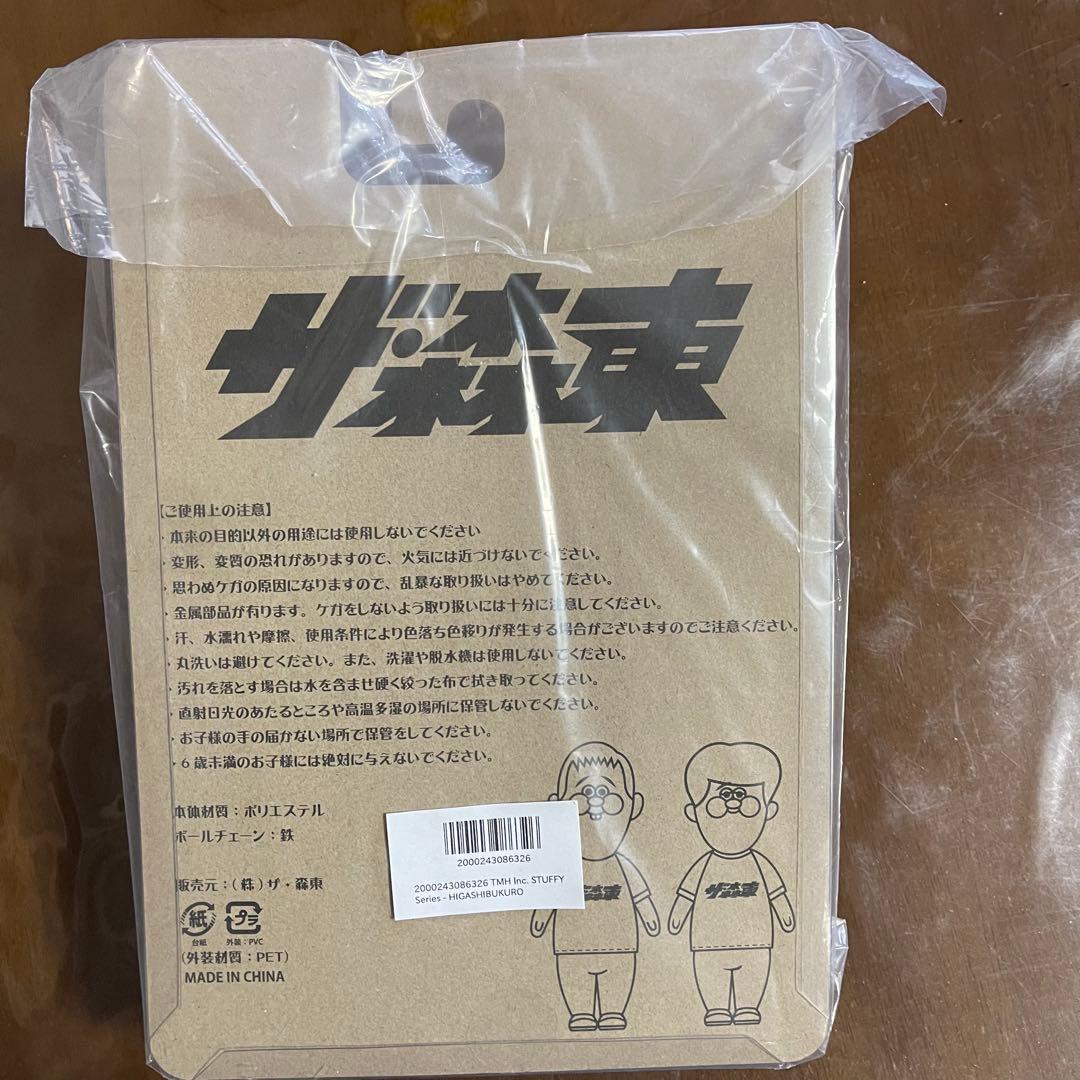 ザ・森東
【ご使用上の注意】
・本来の目的以外の用途には使用しないでください
・変形、変質の恐れがありますので、火気には近づけないでください。
・思わぬケガの原因になりますので、乱暴な取り扱いはやめてください。
・金属部品が有ります。ケガをしないよう取り扱いには十分に注意してください。
・汗、水濡れや摩擦、使用条件により色落ち色移りが発生する場合がございますのでご注意ください。
・丸洗いは避けてください。また、洗濯や脱水機は使用しないでください。
・汚れを落とす場合は水を含ませ硬く絞った布で拭き取ってください。
・直射日光のあたるところや高温多湿の場所に保管しないでください。
・お子様の手の届かない場所で保管をしてください。
・6歳未満のお子様には絶対に与えないでください。
本体材質：ポリエステル
ボールチェーン：鉄
販売元：（株）ザ・森東
紙 プラ
台紙 外装：PVC
（外装材質：PET）
MADE IN CHINA
2000243086326
2000243086326 TMH Inc. STUFFY
Series - HIGASHIBUKURO
ザ・森東